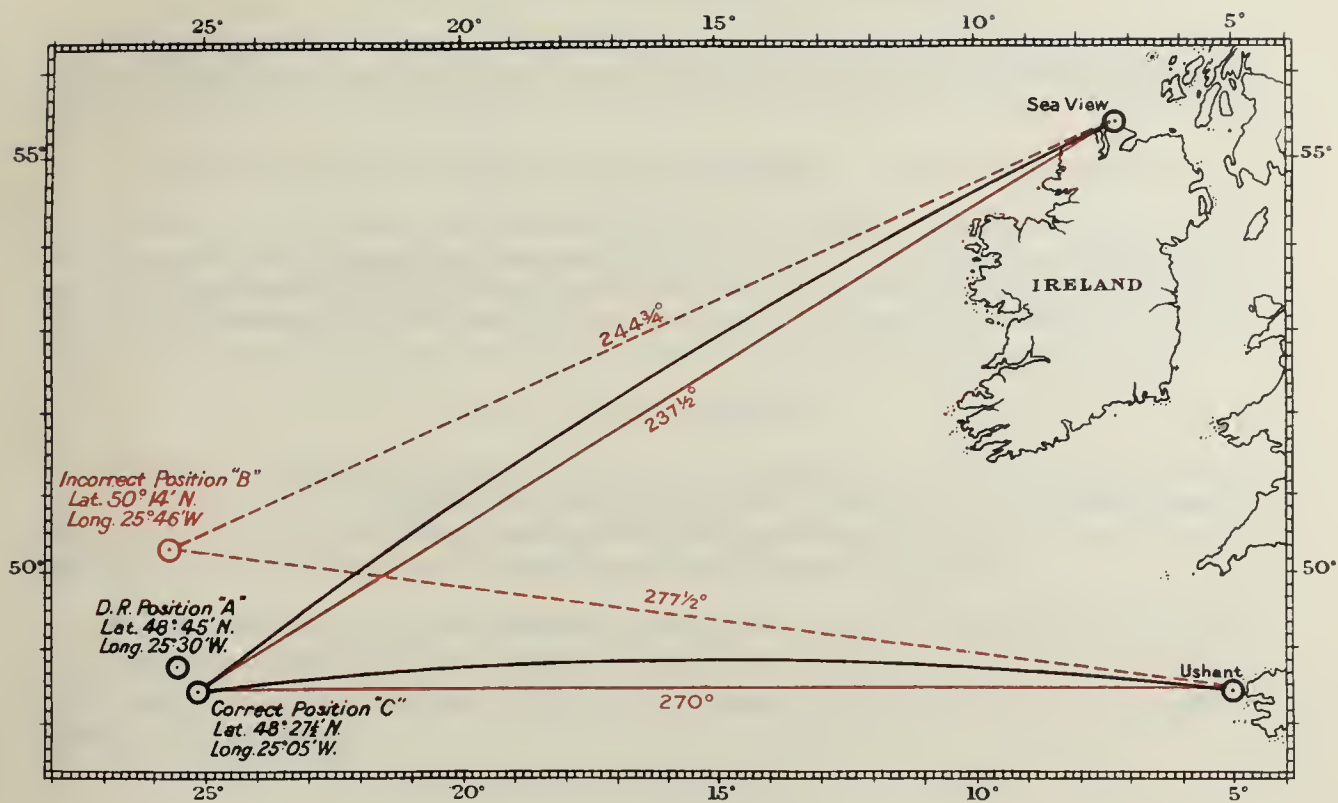 25° 20° 15° 10° 5°
Sea View
55° 55°
IRELAND
244¾°
237½°
Incorrect Position "B"
Lat. 50° 14' N.
Long. 25° 46' W
50° 50°
277½°
D.R. Position "A"
Lat. 48° 45' N.
Long. 25° 30' W.
Ushant
270°
Correct Position "C"
Lat. 48° 27½' N.
Long. 25° 05' W.
25° 20° 15° 10° 5°